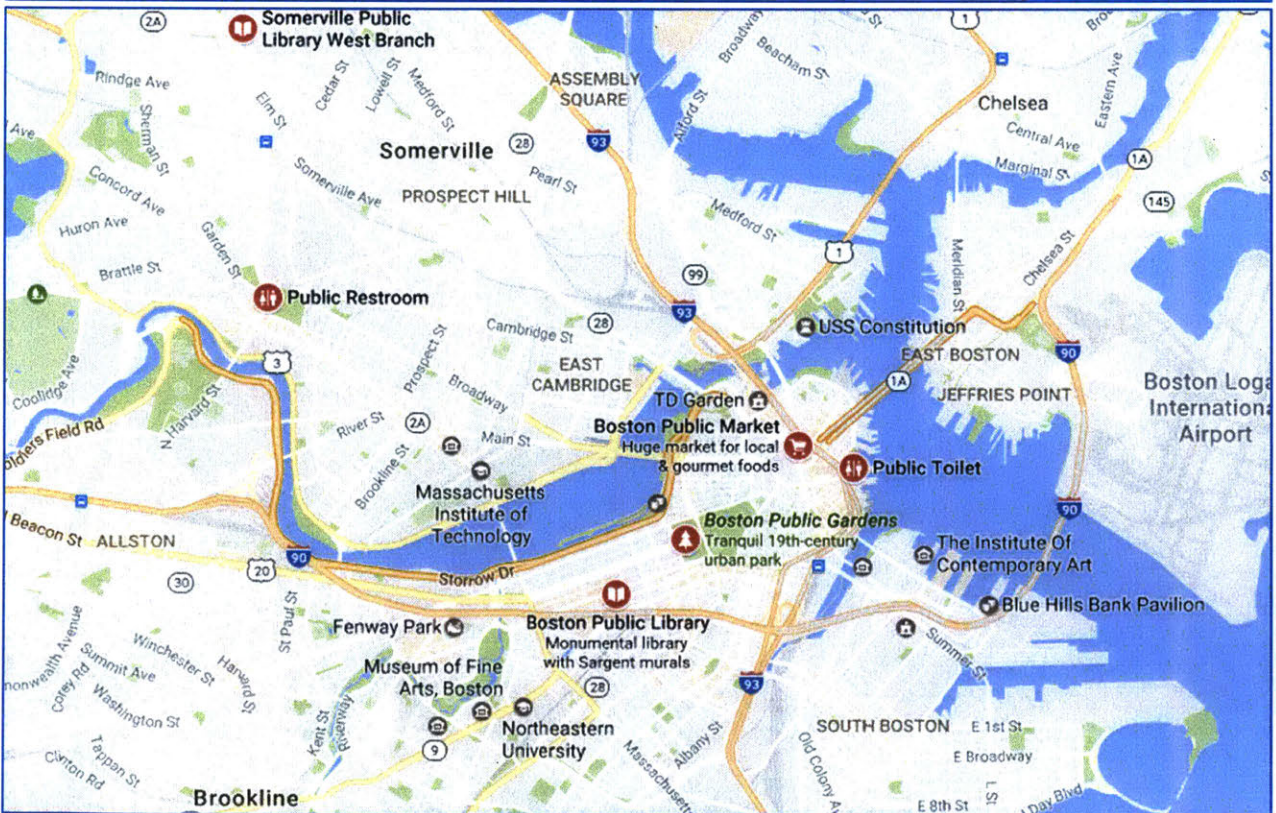 2A
Somerville Public
Library West Branch
Rindge Ave
Sherman St
Elm St
Cedar St
Lowell St
Medford St
ASSEMBLY
SQUARE
93
Alford St
Broadway
Beacham St
1
Chelsea
Central Ave
Eastern Ave
Marginal St
1A
145
Ave
Concord Ave
Huron Ave
Brattle St
Garden St
Somerville
28
Pearl St
PROSPECT HILL
Somerville Ave
Medford St
1
99
93
Meridian St
Chelsea St
Public Restroom
Cambridge St
28
USS Constitution
EAST BOSTON
90
3
Prospect St
EAST
CAMBRIDGE
1A
JEFFRIES POINT
Boston Loga
Internationa
Airport
Coolidge Ave
N Harvard St
Broadway
River St
2A
Main St
Brookline St
TD Garden
Boston Public Market
Huge market for local
& gourmet foods
Public Toilet
olders Field Rd
Massachusetts
Institute of
Technology
90
Beacon St
ALLSTON
Boston Public Gardens
Tranquil 19th-century
urban park
The Institute Of
Contemporary Art
90
20
30
Storrow Dr
St Paul St
Fenway Park
Boston Public Library
Monumental library
with Sargent murals
Blue Hills Bank Pavilion
Summer St
nonwealth Avenue
Corey Rd
Winchester St
Summit Ave
Washington St
Harvard St
Museum of Fine
Arts, Boston
28
93
Kent St
Riverway
9
Northeastern
University
SOUTH BOSTON
E 1st St
E Broadway
Tappan St
Clinton Rd
Brookline
Massachusett
Albany St
Old Colony A
L St
E 8th St
Day Blvd